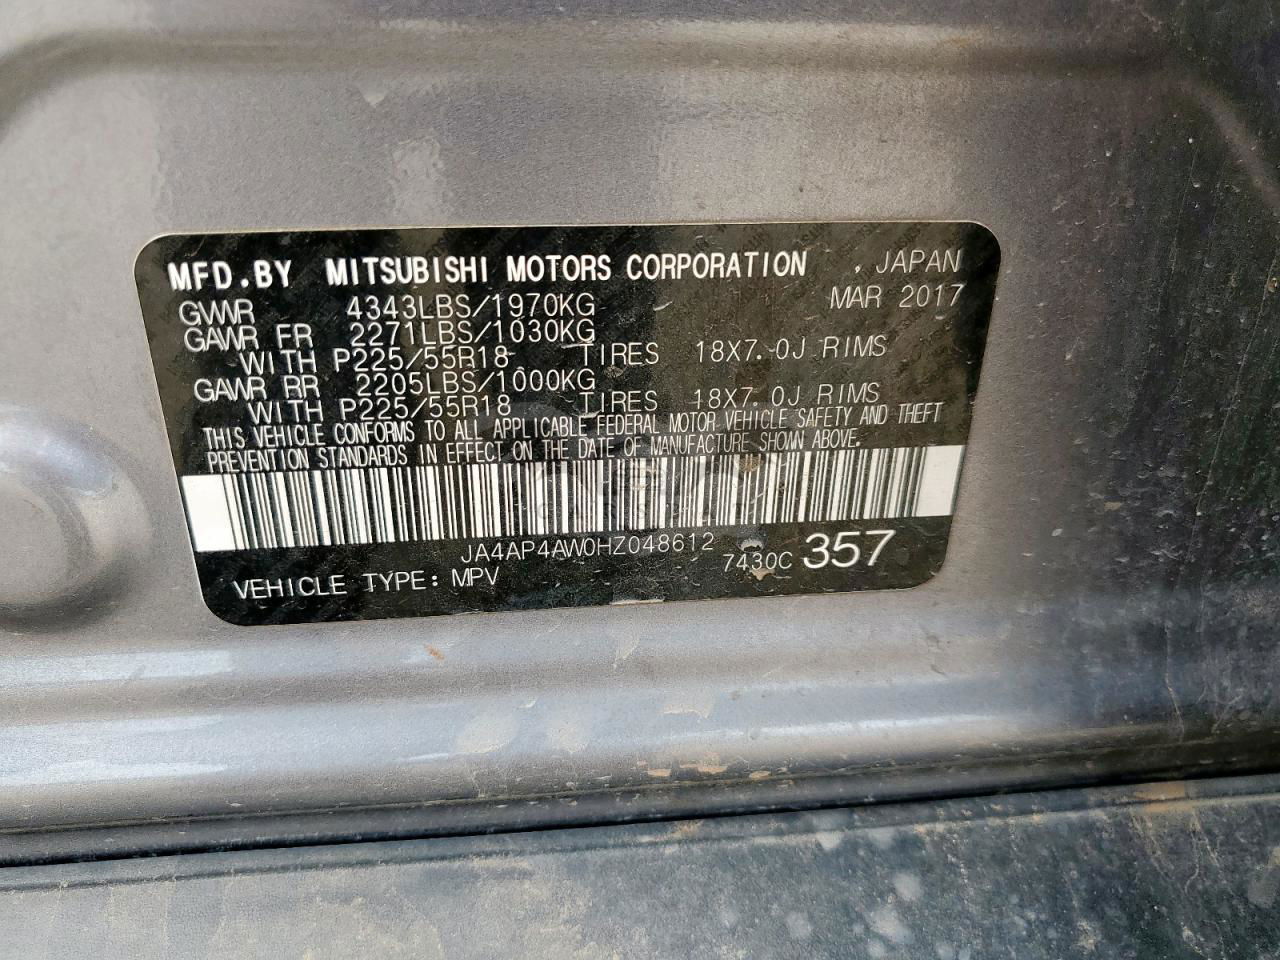 MFD.BY MITSUBISHI MOTORS CORPORATION , JAPAN
GVWR 4343LBS/1970KG MAR 2017
GAWR FR 2271LBS/1030KG
WITH P225/55R18 TIRES 18X7.0J RIMS
GAWR RR 2205LBS/1000KG
WITH P225/55R18 TIRES 18X7.0J RIMS
THIS VEHICLE CONFORMS TO ALL APPLICABLE FEDERAL MOTOR VEHICLE SAFETY AND THEFT
PREVENTION STANDARDS IN EFFECT ON THE DATE OF MANUFACTURE SHOWN ABOVE.
JA4AP4AW0HZ048612
VEHICLE TYPE: MPV 7430C 357